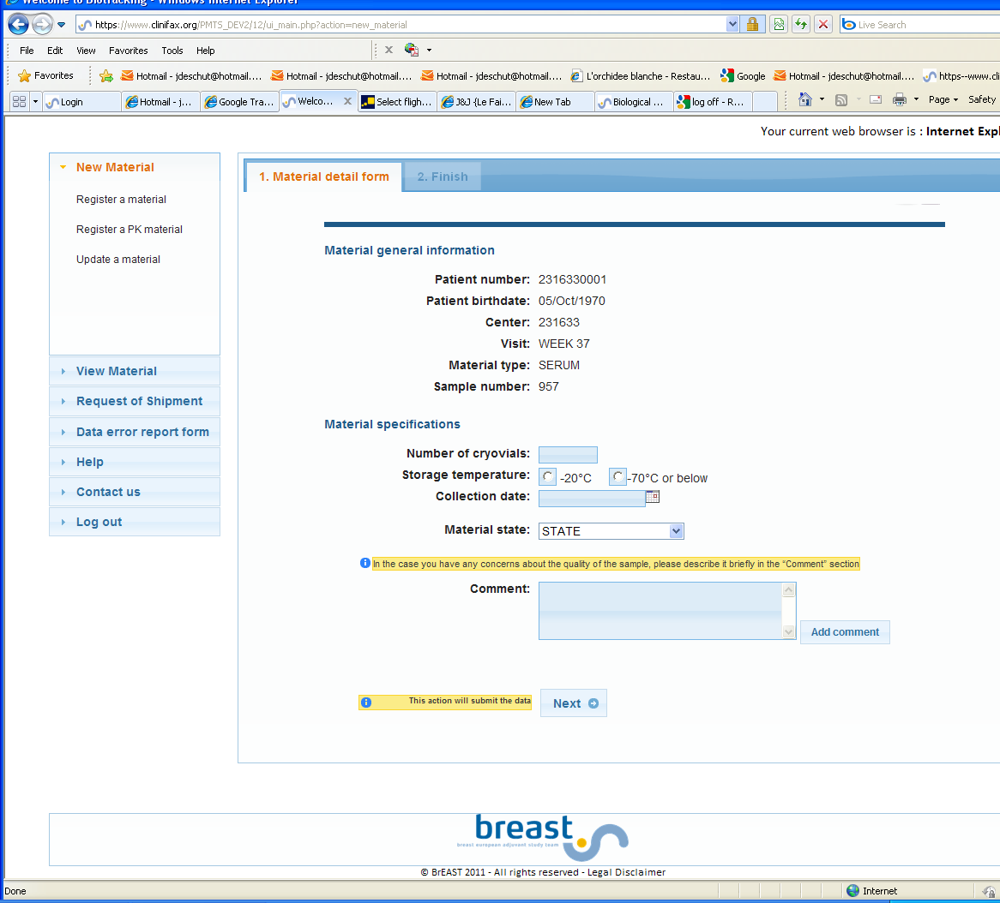 Welcome to BioTracking - Windows Internet Explorer
https://www.clinifax.org/PMTS_DEV2/12/ui_main.php?action=new_material
Live Search
File Edit View Favorites Tools Help
Favorites Hotmail - jdeschut@hotmail.... Hotmail - jdeschut@hotmail.... Hotmail - jdeschut@hotmail.... L'orchidee blanche - Restau... Google Hotmail - jdeschut@hotmail.... https--www.cli
Login Hotmail - j... Google Tra... Welco... Select fligh... J&J {Le Fai... New Tab Biological ... log off - R... Page Safety
Your current web browser is : Internet Exp
New Material
Register a material
Register a PK material
Update a material
View Material
Request of Shipment
Data error report form
Help
Contact us
Log out
1. Material detail form 2. Finish
Material general information
Patient number: 2316330001
Patient birthdate: 05/Oct/1970
Center: 231633
Visit: WEEK 37
Material type: SERUM
Sample number: 957
Material specifications
Number of cryovials:
Storage temperature: -20°C -70°C or below
Collection date:
Material state: STATE
In the case you have any concerns about the quality of the sample, please describe it briefly in the “Comment” section
Comment:
Add comment
This action will submit the data Next
breast
breast european adjuvant study team
© BrEAST 2011 - All rights reserved - Legal Disclaimer
Done Internet